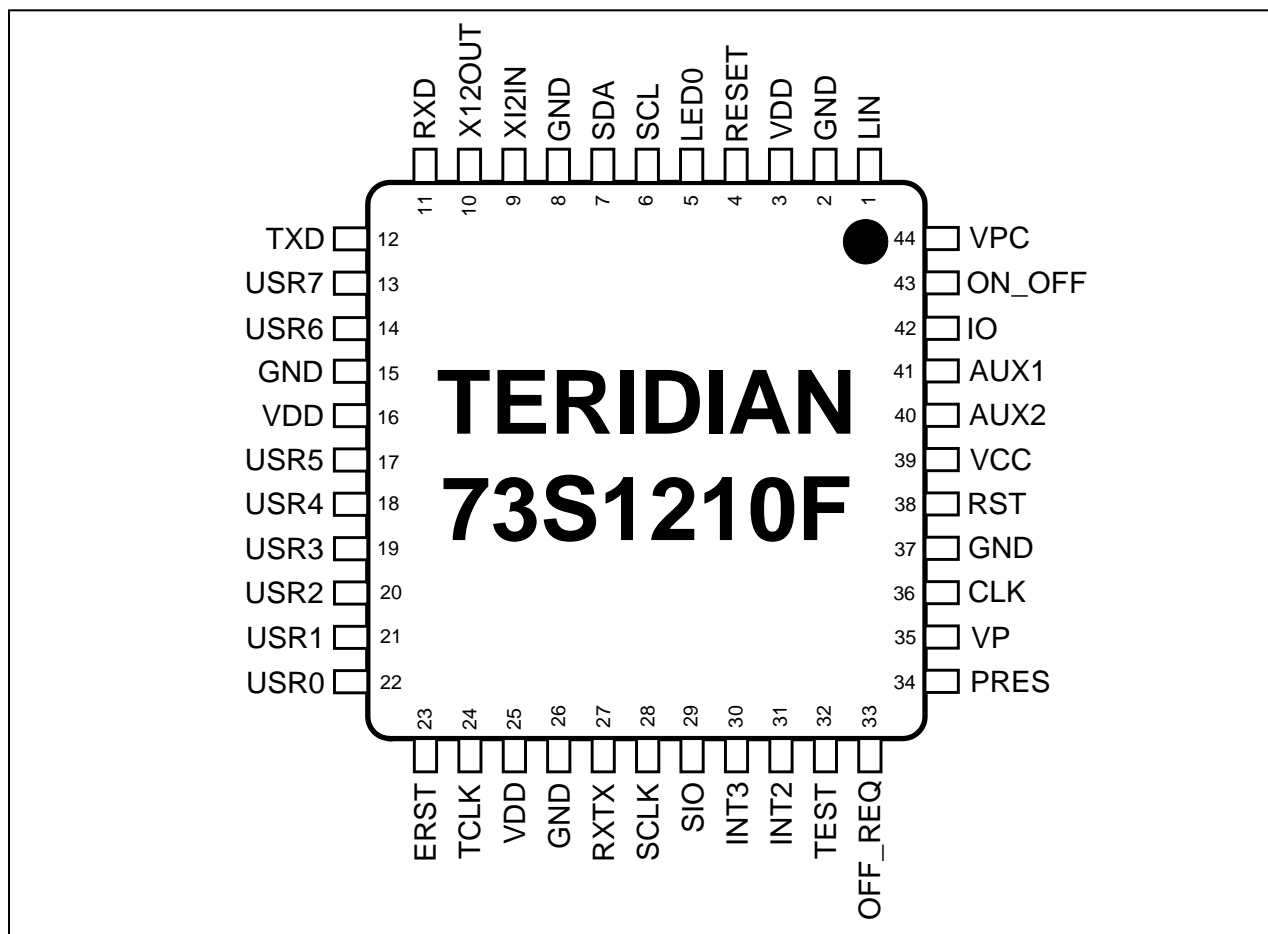 RXD
X12OUT
XI2IN
GND
SDA
SCL
LED0
RESET
VDD
GND
LIN
11
10
9
8
7
6
5
4
3
2
1
TXD 12
USR7 13
USR6 14
GND 15
VDD 16
USR5 17
USR4 18
USR3 19
USR2 20
USR1 21
USR0 22
TERIDIAN
73S1210F
44 VPC
43 ON_OFF
42 IO
41 AUX1
40 AUX2
39 VCC
38 RST
37 GND
36 CLK
35 VP
34 PRES
23
24
25
26
27
28
29
30
31
32
33
ERST
TCLK
VDD
GND
RXTX
SCLK
SIO
INT3
INT2
TEST
OFF_REQ